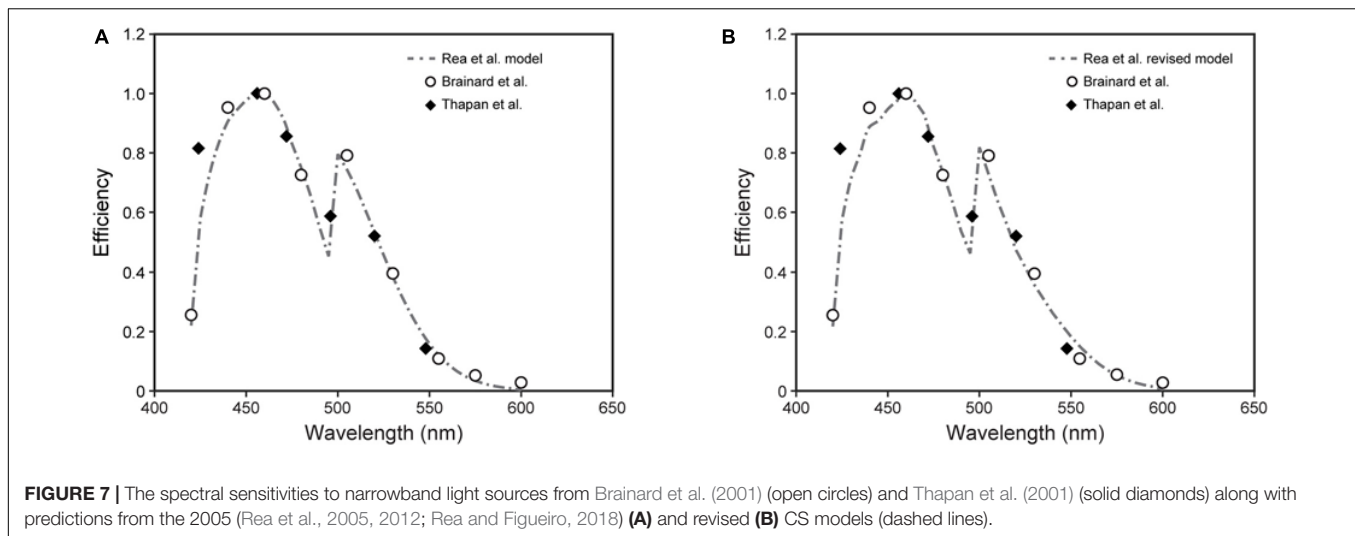 A
1.2
1.0
0.8
0.6
0.4
0.2
0
400
450
500
550
600
650
Efficiency
Wavelength (nm)
Rea et al. model
Brainard et al.
Thapan et al.
B
1.2
1.0
0.8
0.6
0.4
0.2
0
400
450
500
550
600
650
Efficiency
Wavelength (nm)
Rea et al. revised model
Brainard et al.
Thapan et al.
FIGURE 7 | The spectral sensitivities to narrowband light sources from Brainard et al. (2001) (open circles) and Thapan et al. (2001) (solid diamonds) along with
predictions from the 2005 (Rea et al., 2005, 2012; Rea and Figueiro, 2018) (A) and revised (B) CS models (dashed lines).